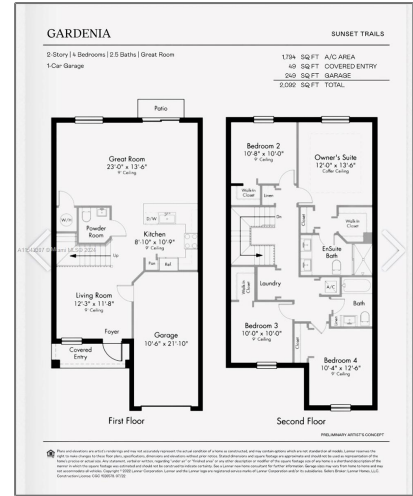 GARDENIA
SUNSET TRAILS
2-Story | 4 Bedrooms | 2.5 Baths | Great Room
1-Car Garage
1,794 SQ FT A/C AREA
49 SQ FT COVERED ENTRY
249 SQ FT GARAGE
2,092 SQ FT TOTAL
Patio
Great Room
23'-0" x 13'-6"
9' Ceiling
W/H
Powder
Room
D/W
Kitchen
8'-10" x 10'-9"
9' Ceiling
Up
Pan
Ref.
Living Room
12'-3" x 11'-8"
9' Ceiling
Foyer
Garage
10'-6" x 21'-10"
Covered
Entry
First Floor
Bedroom 2
10'-8" x 10'-0"
9' Ceiling
Owner's Suite
12'-0" x 13'-6"
Coffer Ceiling
Walk-in
Closet
Linen
Dn
Closet
Walk-in
Closet
EnSuite
Bath
Walk-in
Closet
Laundry
A/C
Bath
Bedroom 3
10'-0" x 10'-0"
9' Ceiling
Closet
Bedroom 4
10'-4" x 12'-6"
9' Ceiling
Second Floor
PRELIMINARY ARTIST'S CONCEPT